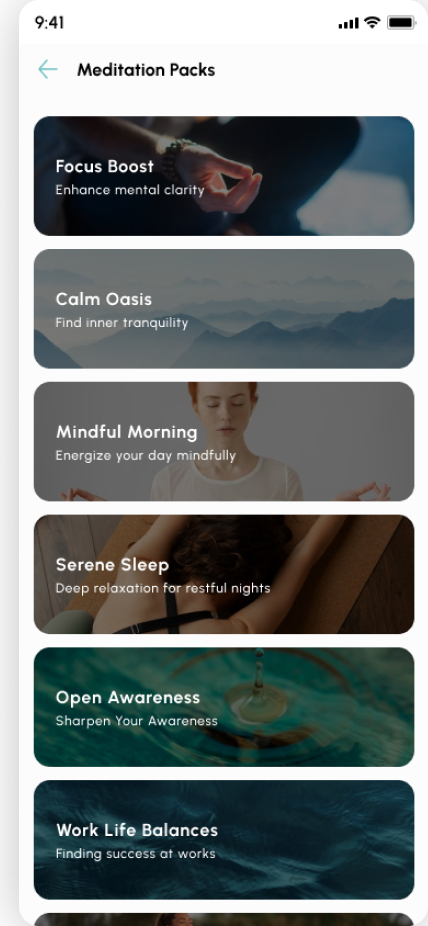 9:41
Meditation Packs
Focus Boost
Enhance mental clarity
Calm Oasis
Find inner tranquility
Mindful Morning
Energize your day mindfully
Serene Sleep
Deep relaxation for restful nights
Open Awareness
Sharpen Your Awareness
Work Life Balances
Finding success at works